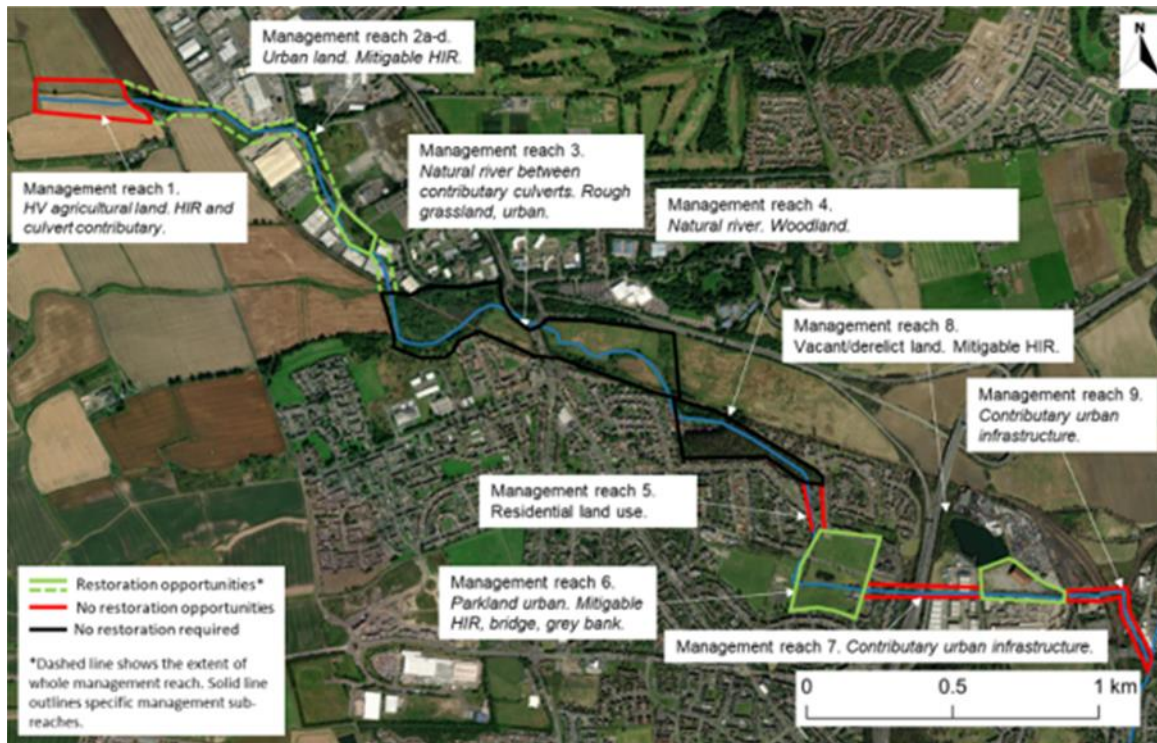 Management reach 2a-d.
Urban land. Mitigable HIR.
N
Management reach 3.
Natural river between
contributary culverts. Rough
grassland, urban.
Management reach 1.
HV agricultural land. HIR and
culvert contributary.
Management reach 4.
Natural river. Woodland.
Management reach 8.
Vacant/derelict land. Mitigable HIR.
Management reach 9.
Contributary urban
infrastructure.
Management reach 5.
Residential land use.
Management reach 6.
Parkland urban. Mitigable
HIR, bridge, grey bank.
Management reach 7. Contributary urban infrastructure.
Restoration opportunities*
No restoration opportunities
No restoration required
*Dashed line shows the extent of
whole management reach. Solid line
outlines specific management sub-
reaches.
0 0.5 1 km